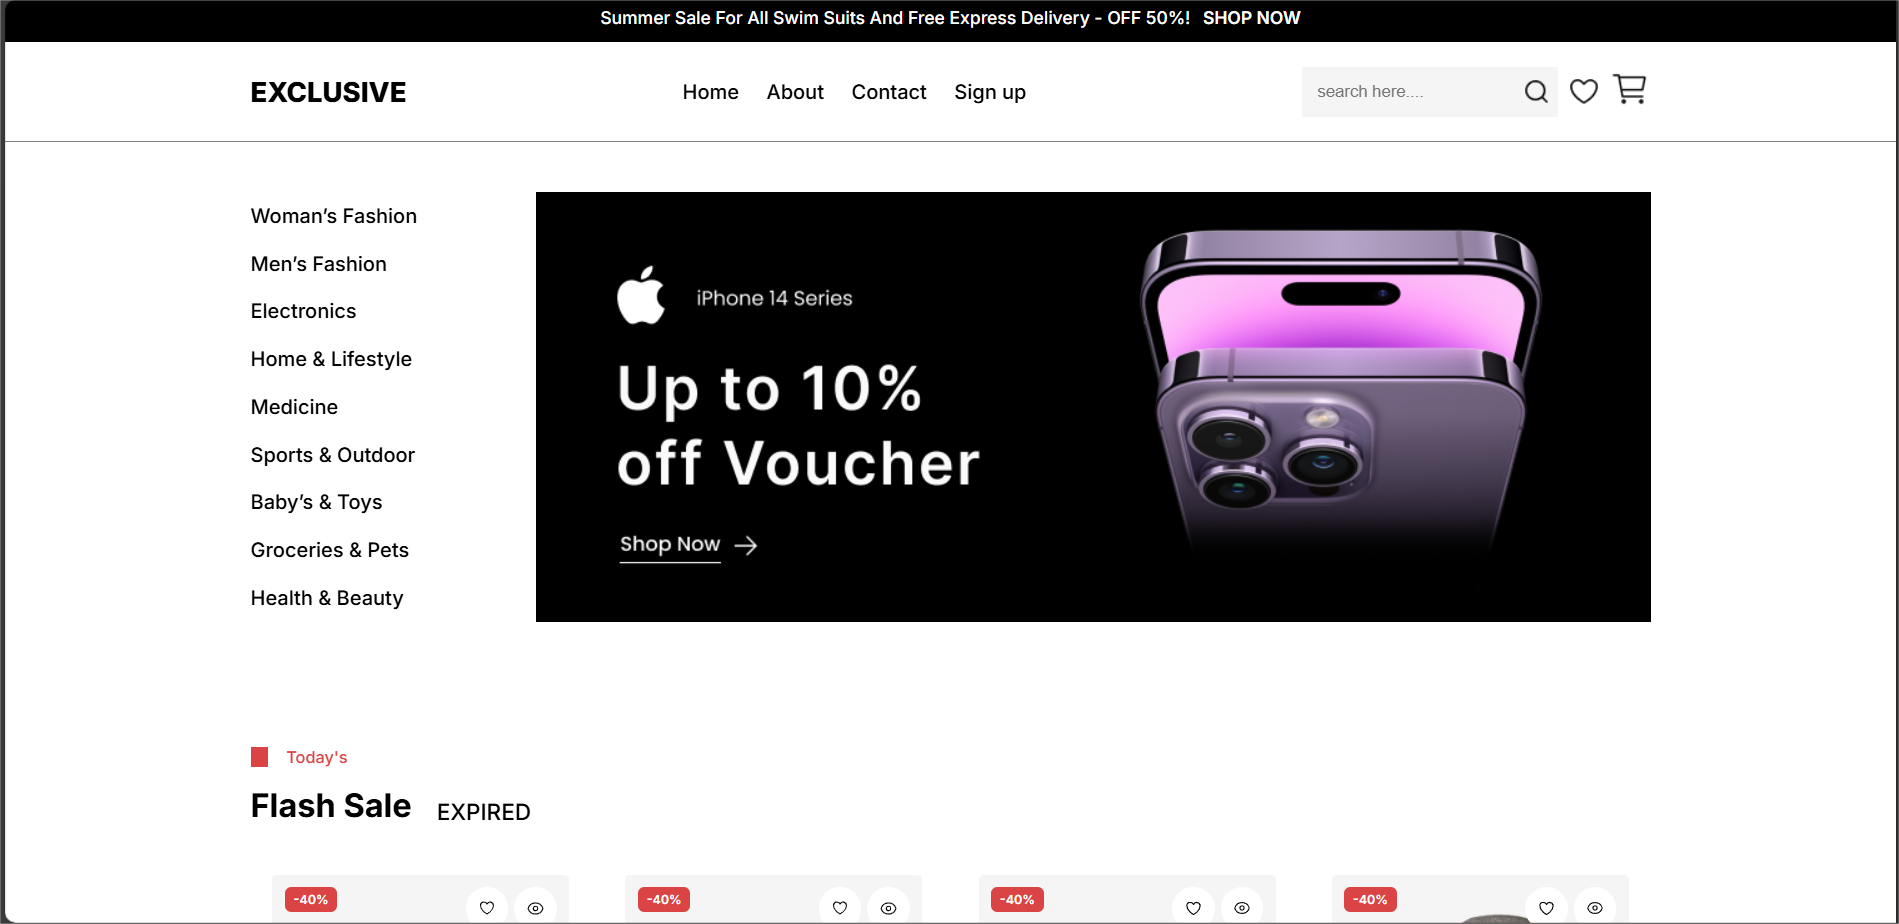 Summer Sale For All Swim Suits And Free Express Delivery - OFF 50%! SHOP NOW
EXCLUSIVE
Home About Contact Sign up
search here....
Woman’s Fashion
Men’s Fashion
Electronics
Home & Lifestyle
Medicine
Sports & Outdoor
Baby’s & Toys
Groceries & Pets
Health & Beauty
iPhone 14 Series
Up to 10%
off Voucher
Shop Now
Today's
Flash Sale EXPIRED
-40% -40% -40% -40%